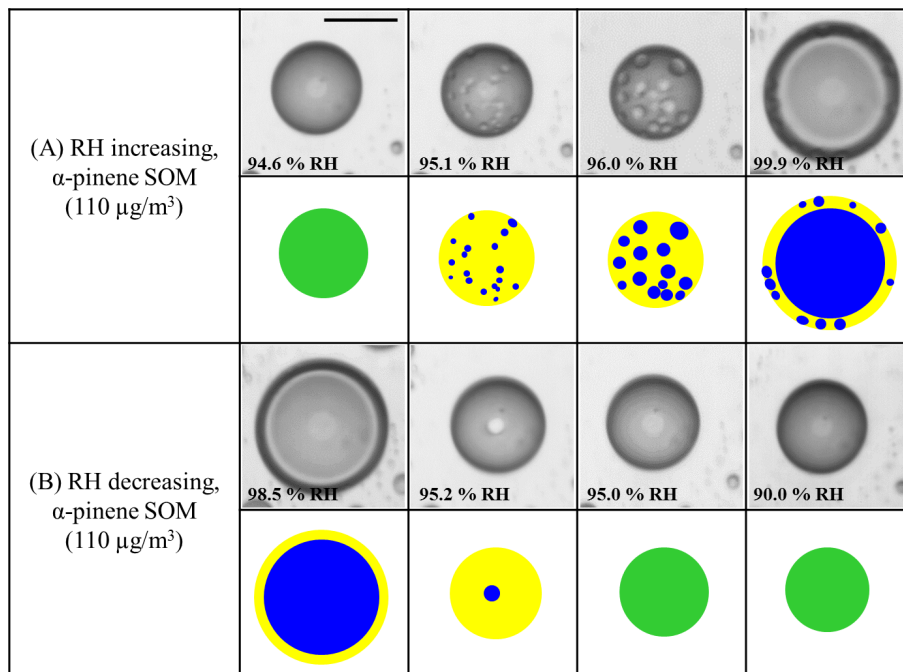 (A) RH increasing,
α-pinene SOM
(110 µg/m³)
94.6 % RH
95.1 % RH
96.0 % RH
99.9 % RH
(B) RH decreasing,
α-pinene SOM
(110 µg/m³)
98.5 % RH
95.2 % RH
95.0 % RH
90.0 % RH